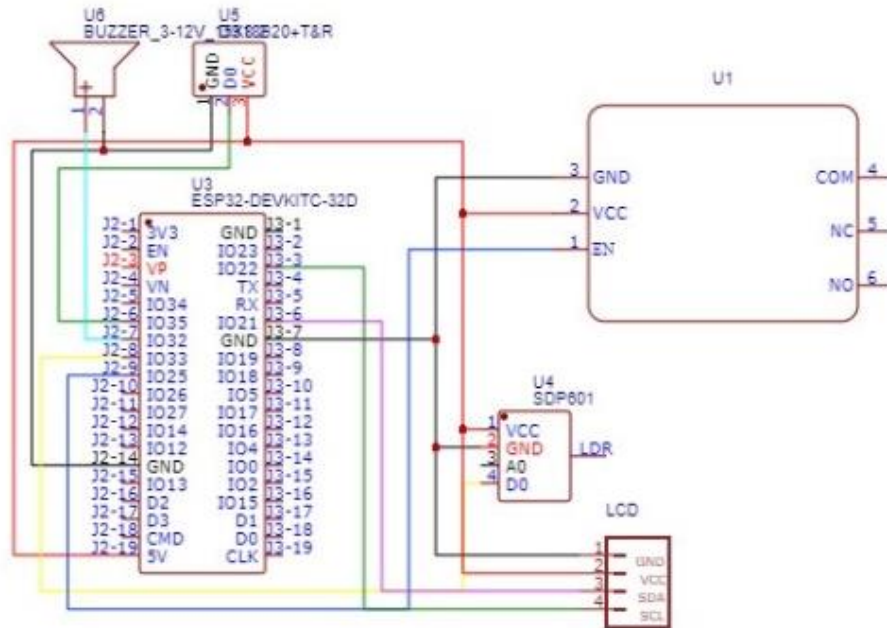 U6
BUZZER_3-12V_
U5
DS18B20+T&R
GND
D0
VCC
1
2
1
2
3
U1
3 GND
2 VCC
1 EN
COM 4
NC 5
NO 6
U3
ESP32-DEVKITC-32D
J2-1 3V3 GND J3-1
J2-2 EN IO23 J3-2
J2-3 VP IO22 J3-3
J2-4 VN TX J3-4
J2-5 IO34 RX J3-5
J2-6 IO35 IO21 J3-6
J2-7 IO32 GND J3-7
J2-8 IO33 IO19 J3-8
J2-9 IO25 IO18 J3-9
J2-10 IO26 IO5 J3-10
J2-11 IO27 IO17 J3-11
J2-12 IO14 IO16 J3-12
J2-13 IO12 IO4 J3-13
J2-14 GND IO0 J3-14
J2-15 IO13 IO2 J3-15
J2-16 D2 IO15 J3-16
J2-17 D3 D1 J3-17
J2-18 CMD D0 J3-18
J2-19 5V CLK J3-19
U4
SDP601
1 VCC
2 GND
3 A0
4 D0
LDR
LCD
1 GND
2 VCC
3 SDA
4 SCL